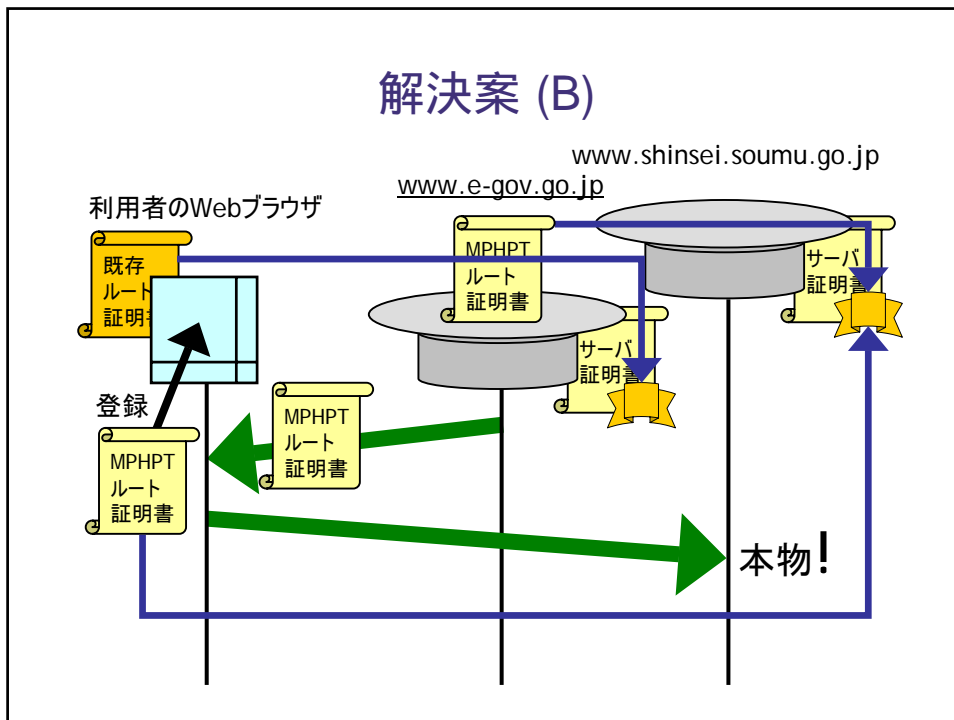 解決案 (B)
www.shinsei.soumu.go.jp
www.e-gov.go.jp
利用者のWebブラウザ
既存
ルート
証明書
MPHPT
ルート
証明書
サーバ
証明書
サーバ
証明書
登録
MPHPT
ルート
証明書
MPHPT
ルート
証明書
本物!